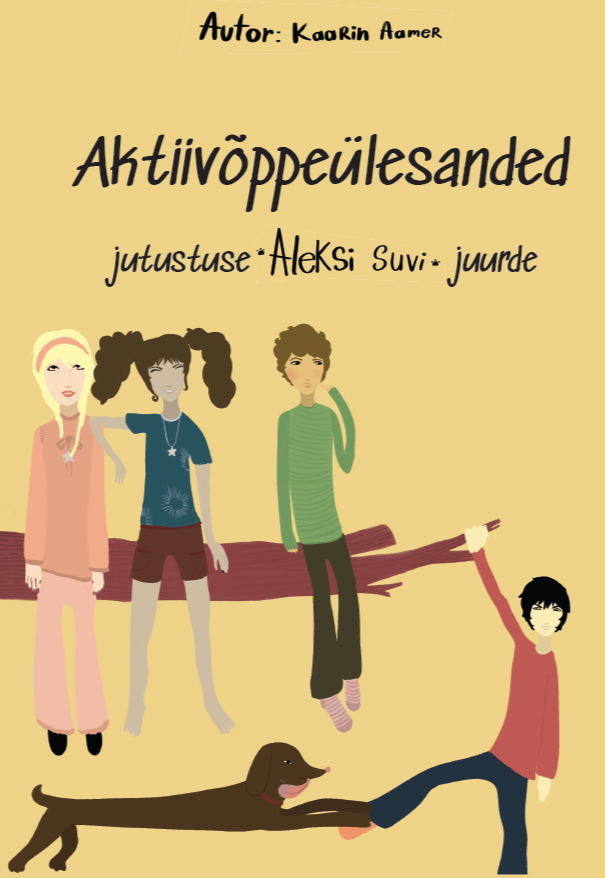 Autor: Kaarin Aamer
Aktiivõppeülesanded
jutustuse "Aleksi suvi" juurde